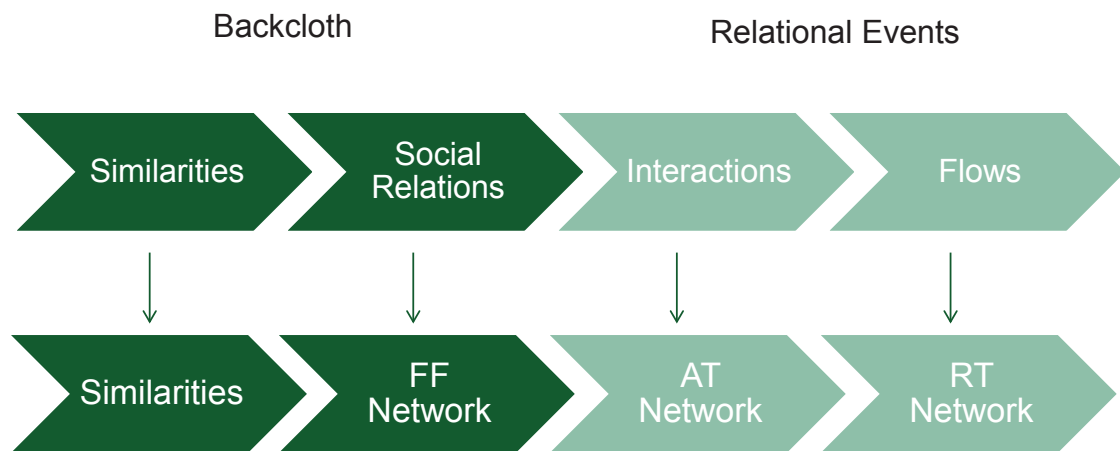 Backcloth
Relational Events
Similarities
Social
Relations
Interactions
Flows
Similarities
FF
Network
AT
Network
RT
Network